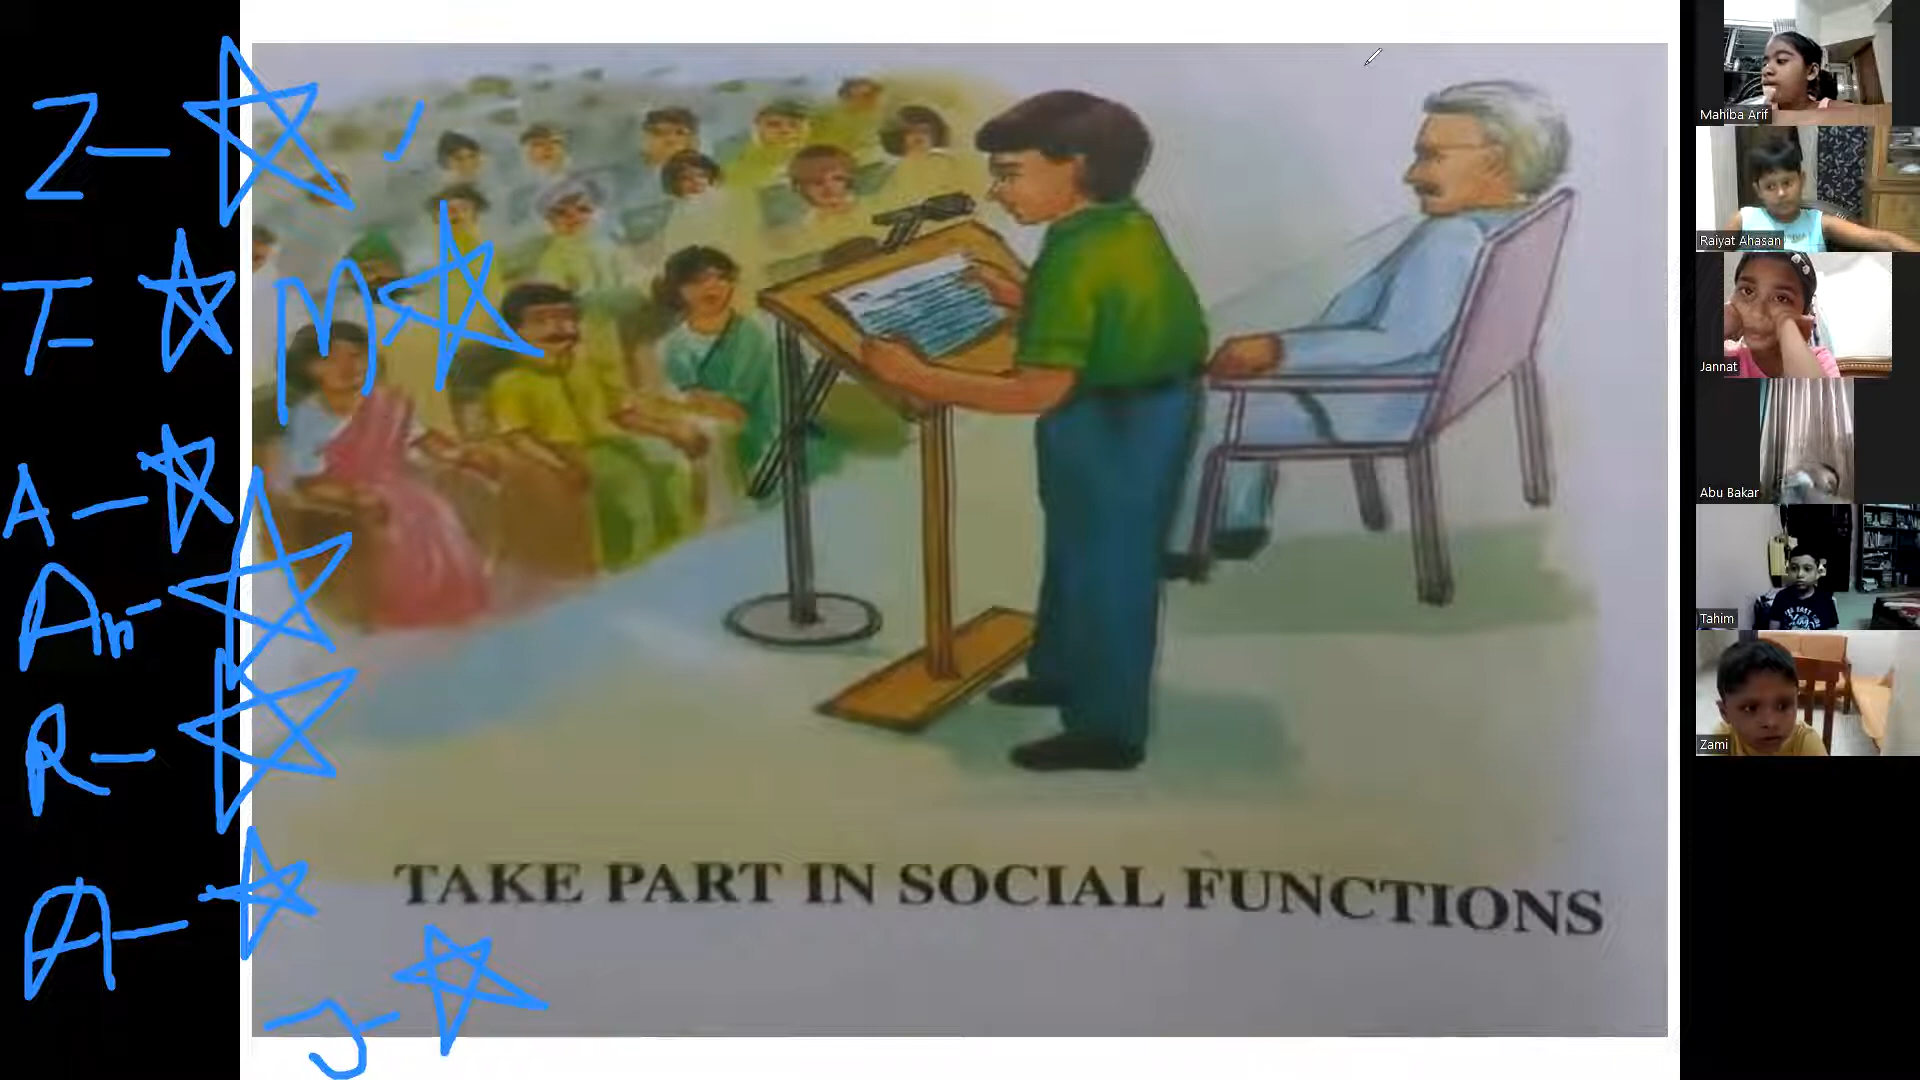 Z-
T-
M-
A-
An-
R-
A-
J-
TAKE PART IN SOCIAL FUNCTIONS
Mahiba Arif
Raiyat Ahasan
Jannat
Abu Bakar
Tahim
Zami